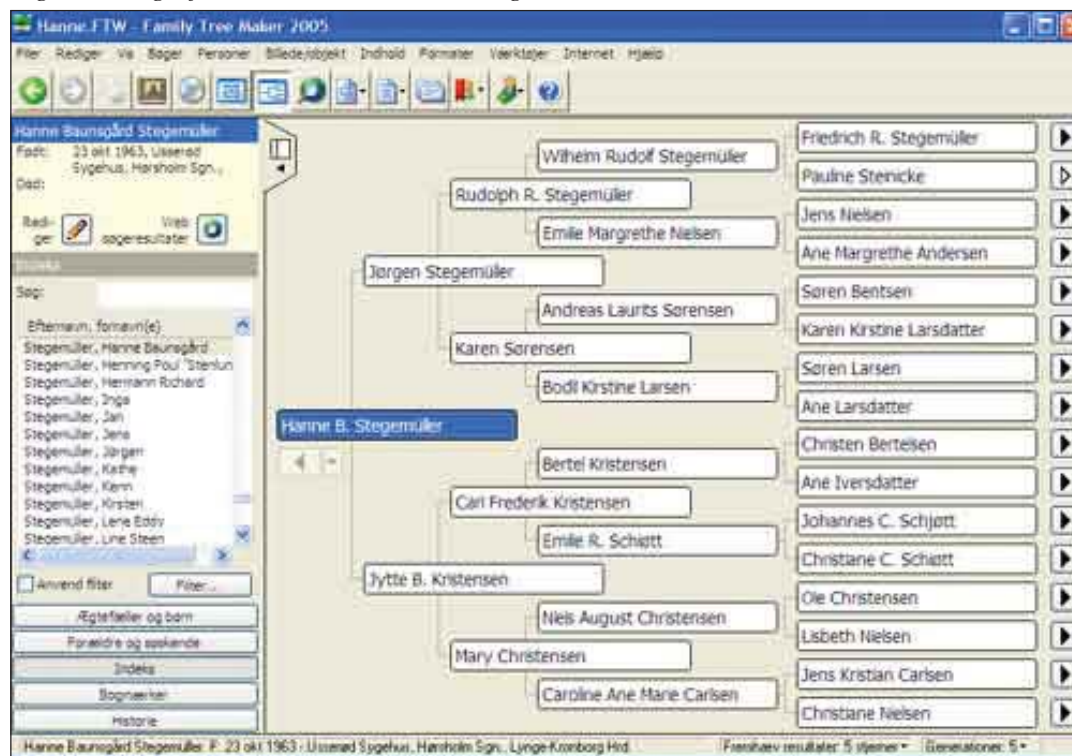 Hanne.FTW - Family Tree Maker 2005
Filer Rediger Vis Bøger Personer Billede/objekt Indhold Formater Værktøjer Internet Hjælp
Hanne Baunsgård Stegemüller
Født: 23 okt 1963, Usserød
Sygehus, Hørsholm Sgn.,
Død:
Redi-
ger
Web
søgeresultater
Indeks
Søg:
Efternavn, fornavn(e)
Stegemüller, Hanne Baunsgård
Stegemüller, Henning Poul "Stenlun
Stegemüller, Hermann Richard
Stegemüller, Inga
Stegemüller, Jan
Stegemüller, Jens
Stegemüller, Jørgen
Stegemüller, Käthe
Stegemüller, Kenn
Stegemüller, Kirsten
Stegemüller, Lene Eddy
Stegemüller, Line Steen
Anvend filter
Filter...
Ægtefæller og børn
Forældre og søskende
Indeks
Bogmærker
Historie
Hanne B. Stegemüller
Jørgen Stegemüller
Jytte B. Kristensen
Rudolph R. Stegemüller
Karen Sørensen
Carl Frederik Kristensen
Mary Christensen
Wilhelm Rudolf Stegemüller
Emilie Margrethe Nielsen
Andreas Laurits Sørensen
Bodil Kirstine Larsen
Bertel Kristensen
Emilie R. Schiøtt
Niels August Christensen
Caroline Ane Marie Carlsen
Friedrich R. Stegemüller
Pauline Steinicke
Jens Nielsen
Ane Margrethe Andersen
Søren Bentsen
Karen Kirstine Larsdatter
Søren Larsen
Ane Larsdatter
Christen Bertelsen
Ane Iversdatter
Johannes C. Schjøtt
Christiane C. Schiøtt
Ole Christensen
Lisbeth Nielsen
Jens Kristian Carlsen
Christiane Nielsen
Hanne Baunsgård Stegemüller F: 23 okt 1963 - Usserød Sygehus, Hørsholm Sgn., Lynge-Kronborg Hrd. Fremhæv resultater: 5 stjerner Generationer: 5